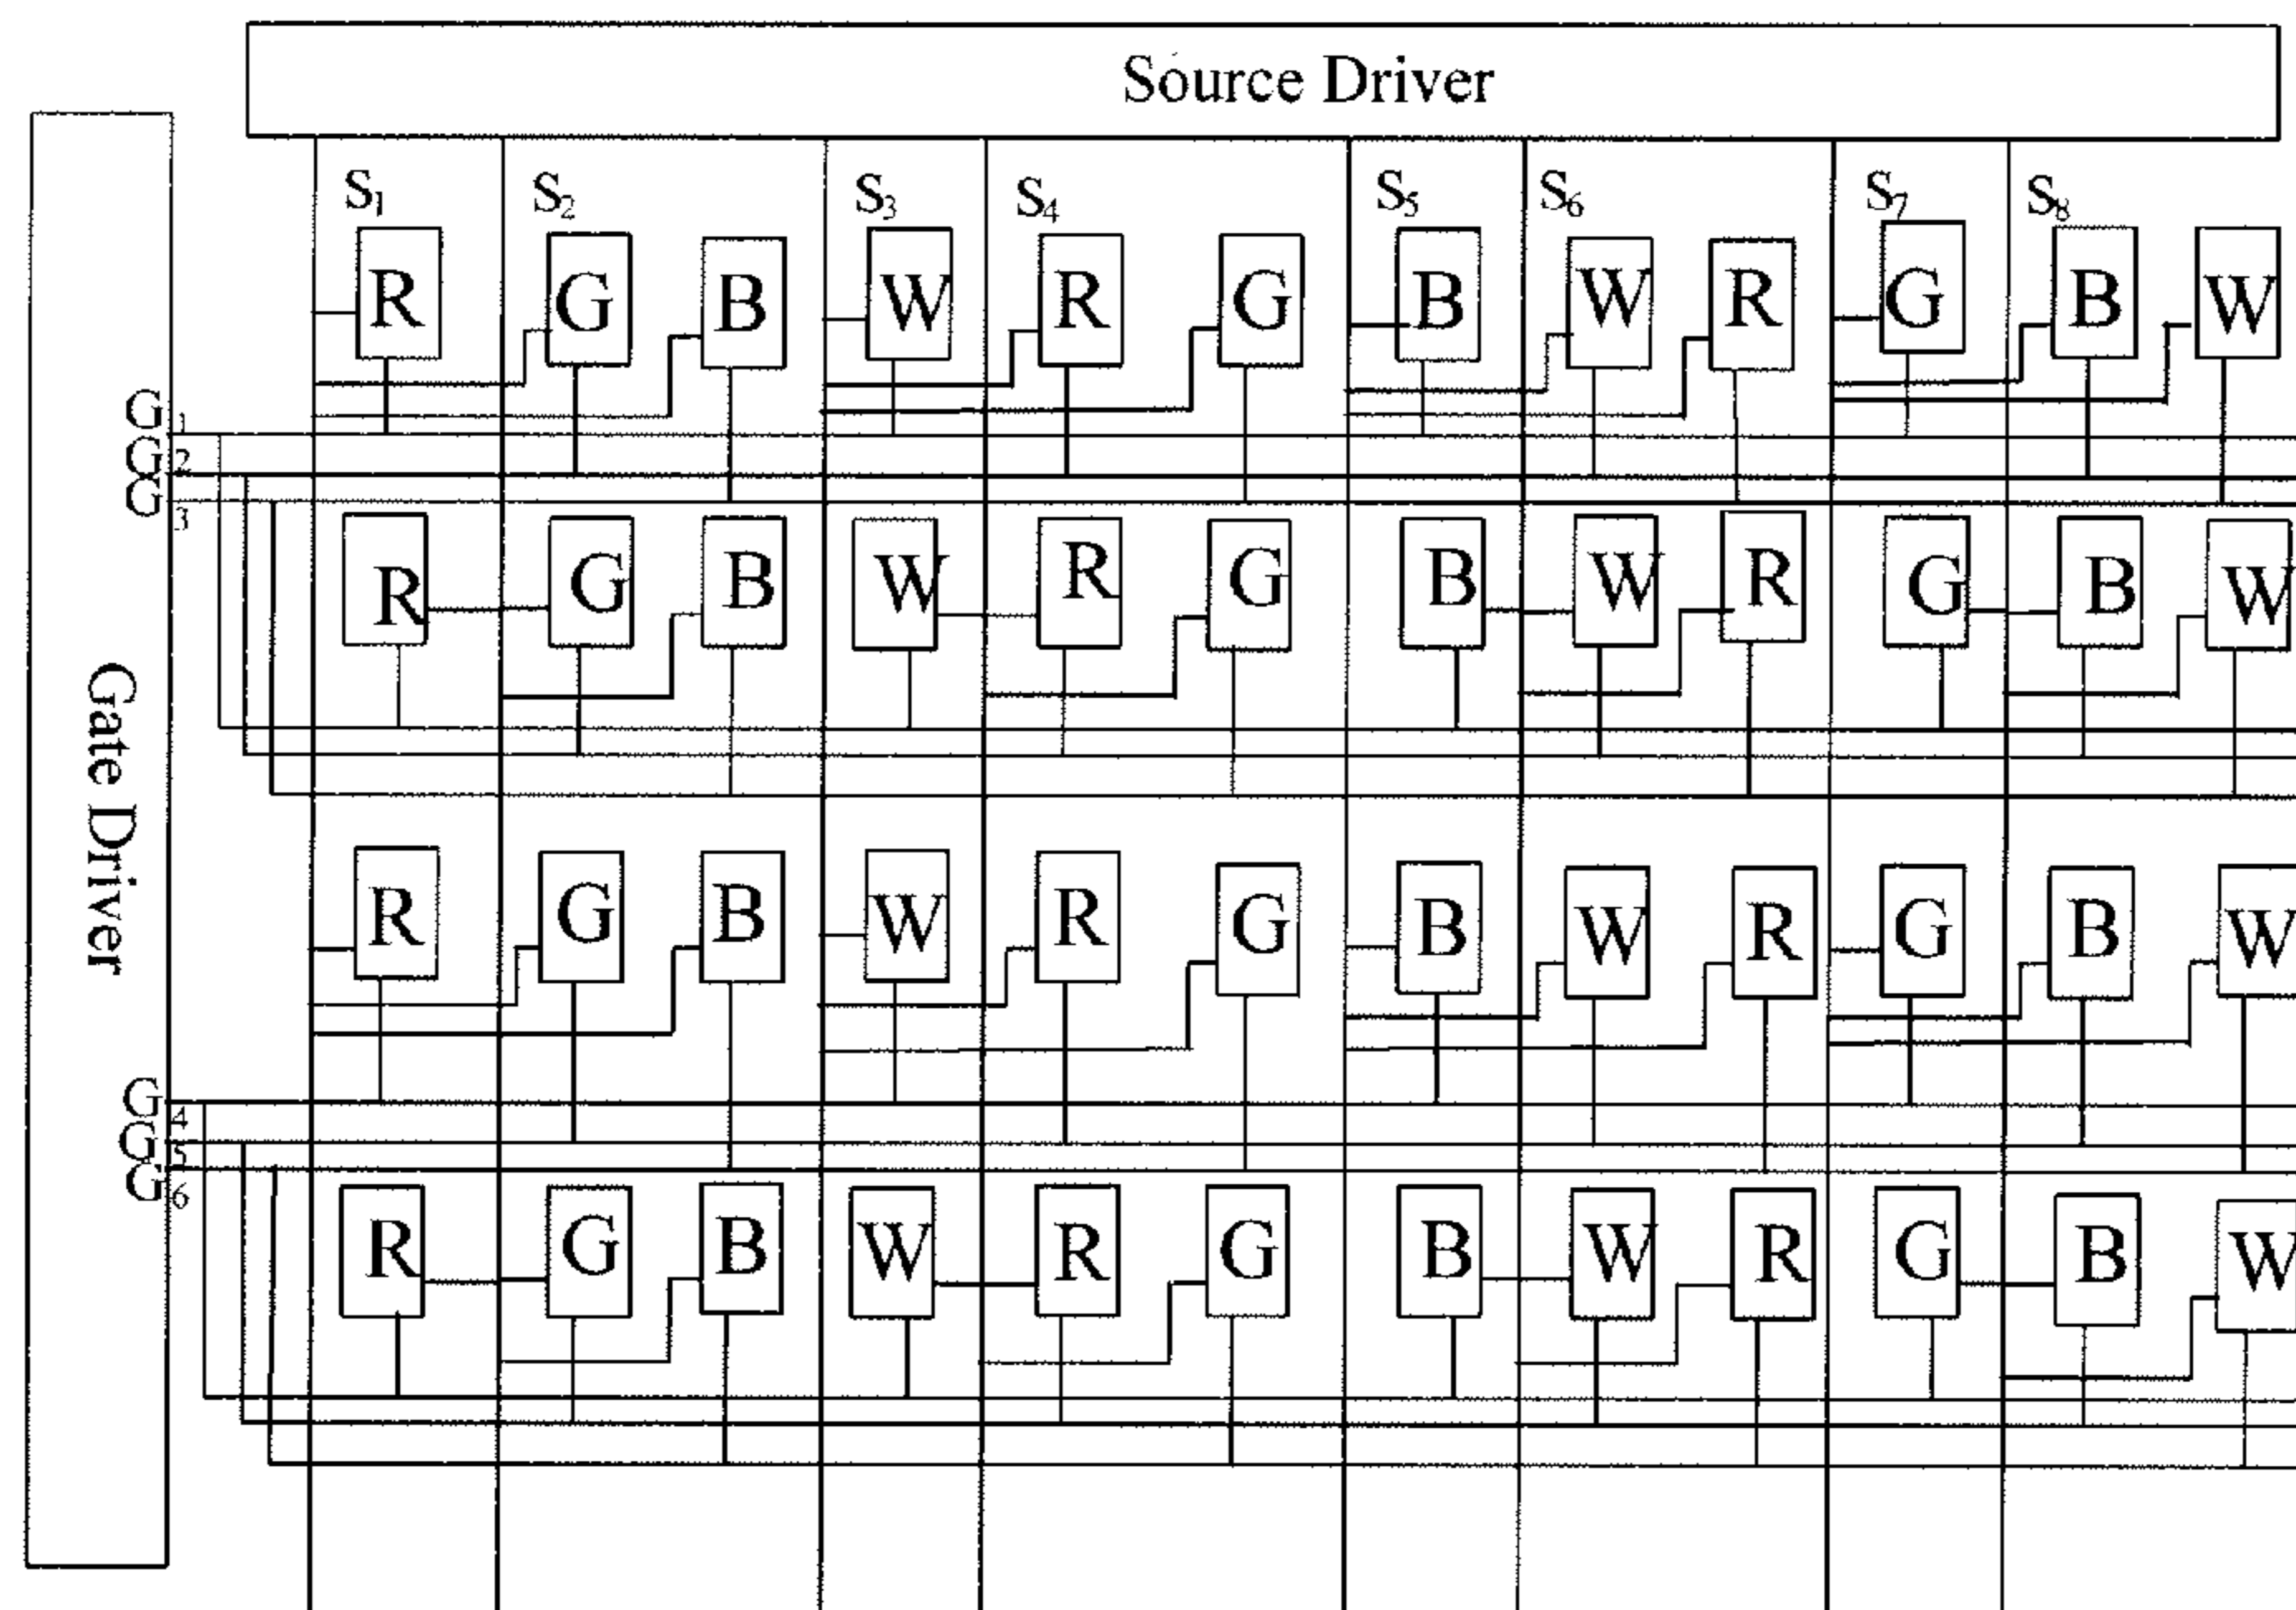 Source Driver
S1 S2 S3 S4 S5 S6 S7 S8
R G B W R G B W R G B W
G1
G2
G3
R G B W R G B W R G B W
Gate Driver
R G B W R G B W R G B W
G4
G5
G6
R G B W R G B W R G B W